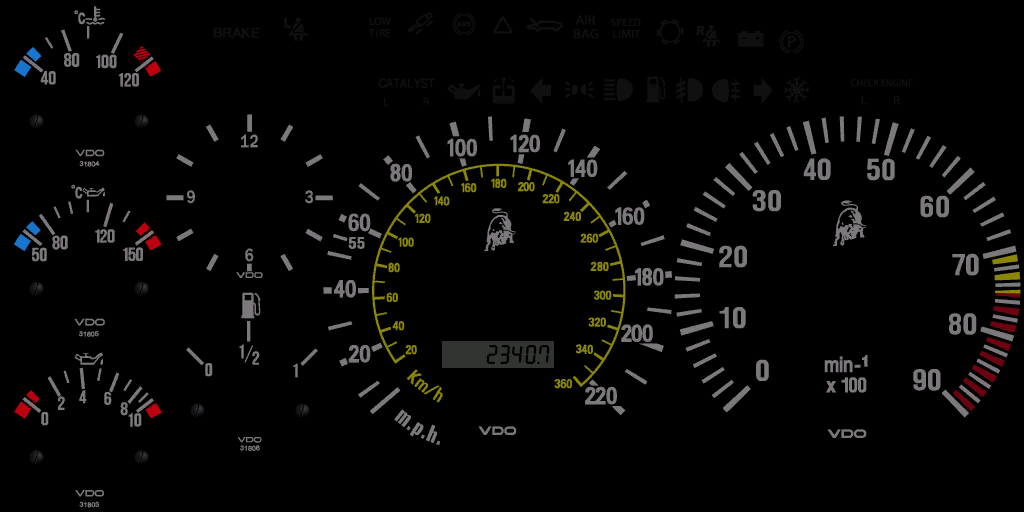 °C
40 80 100 120
VDO
31804
°C
50 80 120 150
VDO
31805
0 2 4 6 8 10
VDO
31803
BRAKE
L
LOW
TIRE
ABS
AIR
BAG
SPEED
LIMIT
R
P
CATALYST
L R
CHECK ENGINE
L R
12
9 3
6
VDO
0 1/2 1
VDO
31806
20 40 55 60 80 100 120 140 160 180 200 220
m.p.h.
20 40 60 80 100 120 140 160 180 200 220 240 260 280 300 320 340 360
Km/h
2340.7
VDO
0 10 20 30 40 50 60 70 80 90
min-¹
x 100
VDO